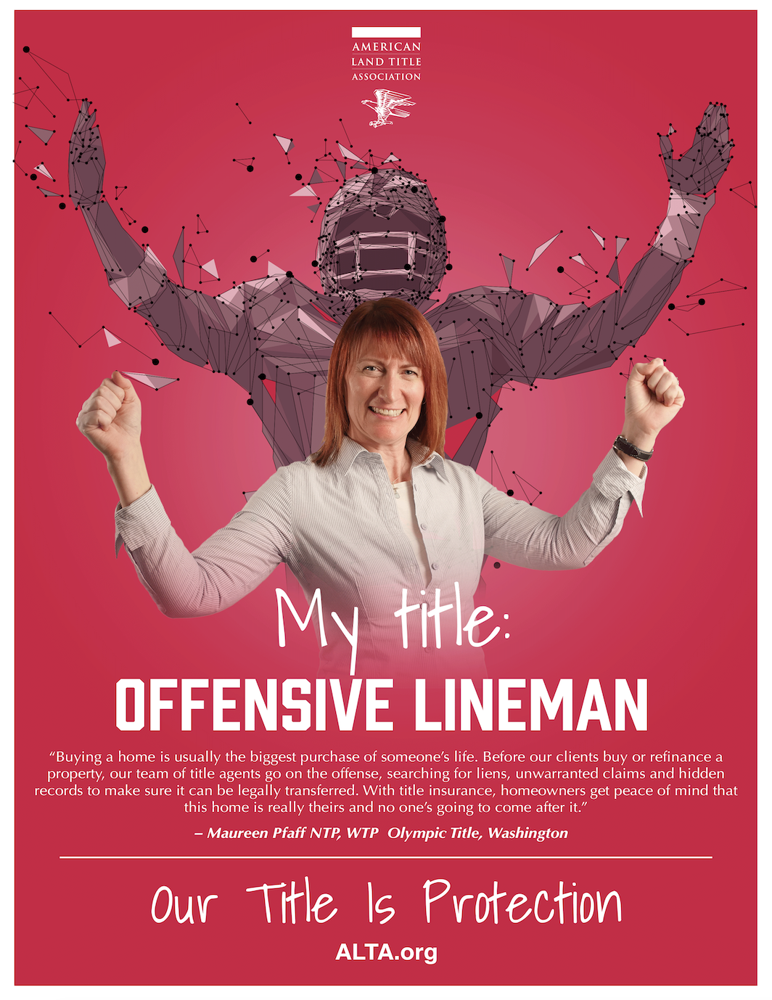 AMERICAN
LAND TITLE
ASSOCIATION
My title:
OFFENSIVE LINEMAN
“Buying a home is usually the biggest purchase of someone’s life. Before our clients buy or refinance a
property, our team of title agents go on the offense, searching for liens, unwarranted claims and hidden
records to make sure it can be legally transferred. With title insurance, homeowners get peace of mind that
this home is really theirs and no one’s going to come after it.”
– Maureen Pfaff NTP, WTP Olympic Title, Washington
Our Title Is Protection
ALTA.org